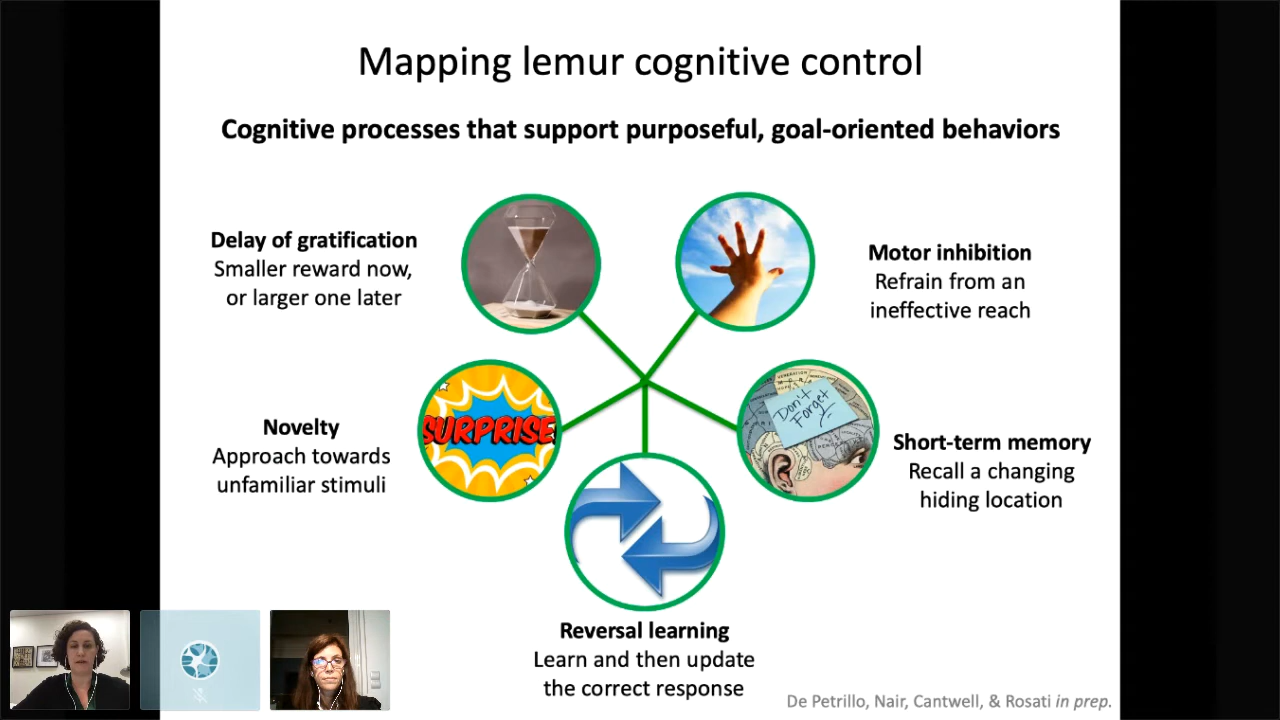 Mapping lemur cognitive control
Cognitive processes that support purposeful, goal-oriented behaviors
Delay of gratification
Smaller reward now,
or larger one later
Motor inhibition
Refrain from an
ineffective reach
Novelty
Approach towards
unfamiliar stimuli
SURPRISE
Don't
Forget
Short-term memory
Recall a changing
hiding location
Reversal learning
Learn and then update
the correct response
De Petrillo, Nair, Cantwell, & Rosati in prep.